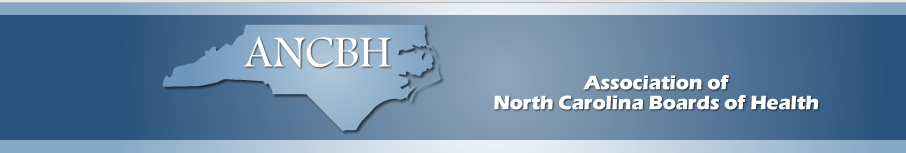 ANCBH
Association of
North Carolina Boards of Health